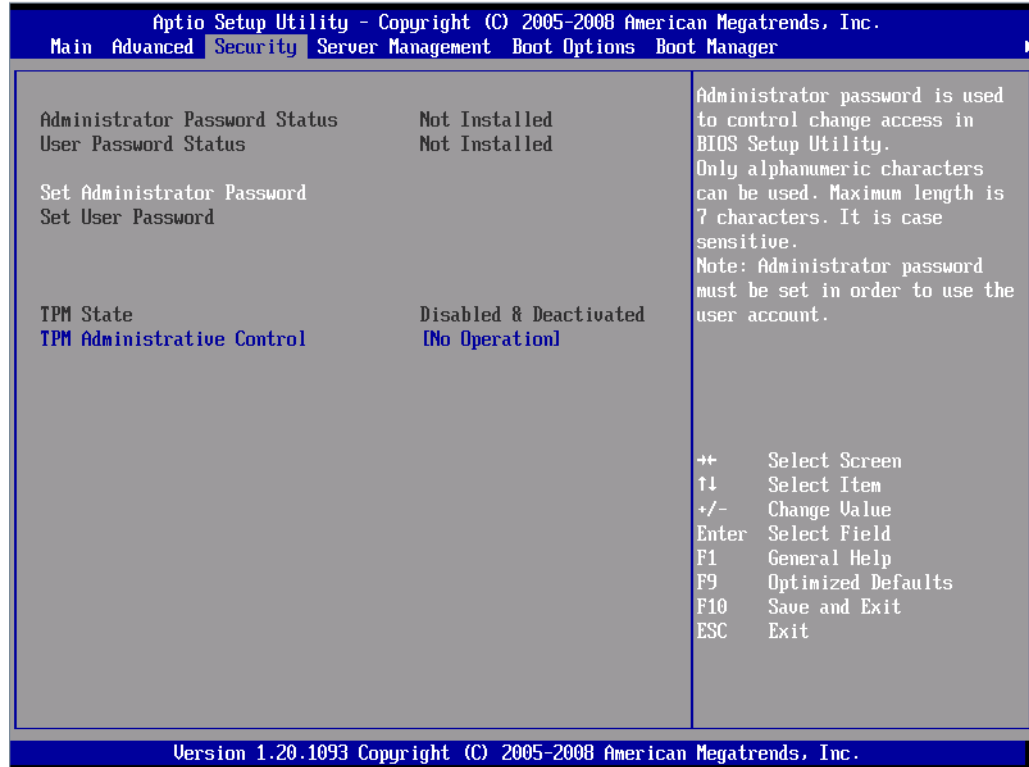 Aptio Setup Utility - Copyright (C) 2005-2008 American Megatrends, Inc.
Main Advanced Security Server Management Boot Options Boot Manager
Administrator Password Status Not Installed
User Password Status Not Installed
Set Administrator Password
Set User Password
TPM State Disabled & Deactivated
TPM Administrative Control [No Operation]
Administrator password is used
to control change access in
BIOS Setup Utility.
Only alphanumeric characters
can be used. Maximum length is
7 characters. It is case
sensitive.
Note: Administrator password
must be set in order to use the
user account.
→← Select Screen
↑↓ Select Item
+/- Change Value
Enter Select Field
F1 General Help
F9 Optimized Defaults
F10 Save and Exit
ESC Exit
Version 1.20.1093 Copyright (C) 2005-2008 American Megatrends, Inc.